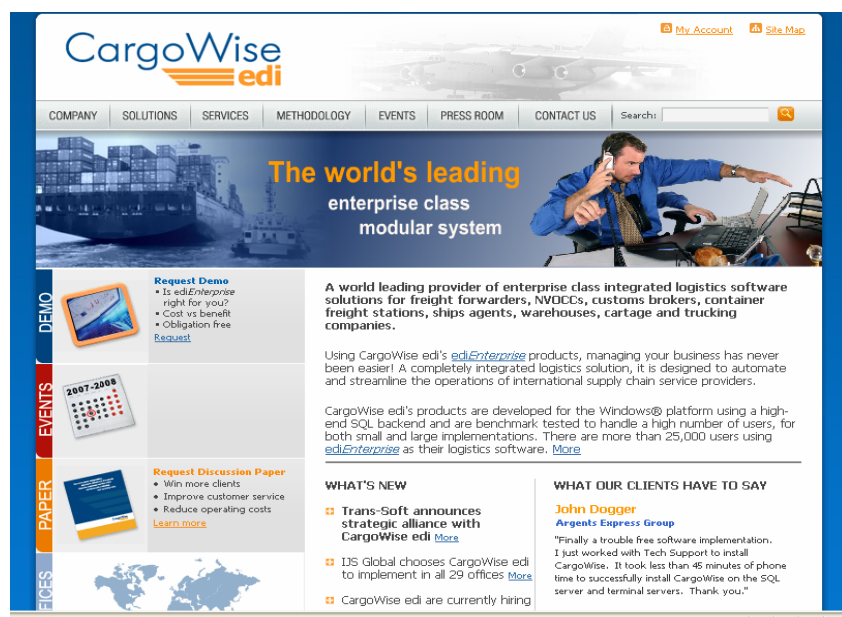 CargoWise
edi
My Account
Site Map
COMPANY
SOLUTIONS
SERVICES
METHODOLOGY
EVENTS
PRESS ROOM
CONTACT US
Search:
The world's leading
enterprise class
modular system
DEMO
Request Demo
• Is ediEnterprise
right for you?
• Cost vs benefit
• Obligation free
Request
EVENTS
2007-2008
PAPER
Request Discussion Paper
• Win more clients
• Improve customer service
• Reduce operating costs
Learn more
FICES
A world leading provider of enterprise class integrated logistics software
solutions for freight forwarders, NVOCCs, customs brokers, container
freight stations, ships agents, warehouses, cartage and trucking
companies.
Using CargoWise edi's ediEnterprise products, managing your business has never
been easier! A completely integrated logistics solution, it is designed to automate
and streamline the operations of international supply chain service providers.
CargoWise edi's products are developed for the Windows® platform using a high-
end SQL backend and are benchmark tested to handle a high number of users, for
both small and large implementations. There are more than 25,000 users using
ediEnterprise as their logistics software. More
WHAT'S NEW
Trans-Soft announces
strategic alliance with
CargoWise edi More
IJS Global chooses CargoWise edi
to implement in all 29 offices More
CargoWise edi are currently hiring
WHAT OUR CLIENTS HAVE TO SAY
John Dogger
Argents Express Group
"Finally a trouble free software implementation.
I just worked with Tech Support to install
CargoWise. It took less than 45 minutes of phone
time to successfully install CargoWise on the SQL
server and terminal servers. Thank you."